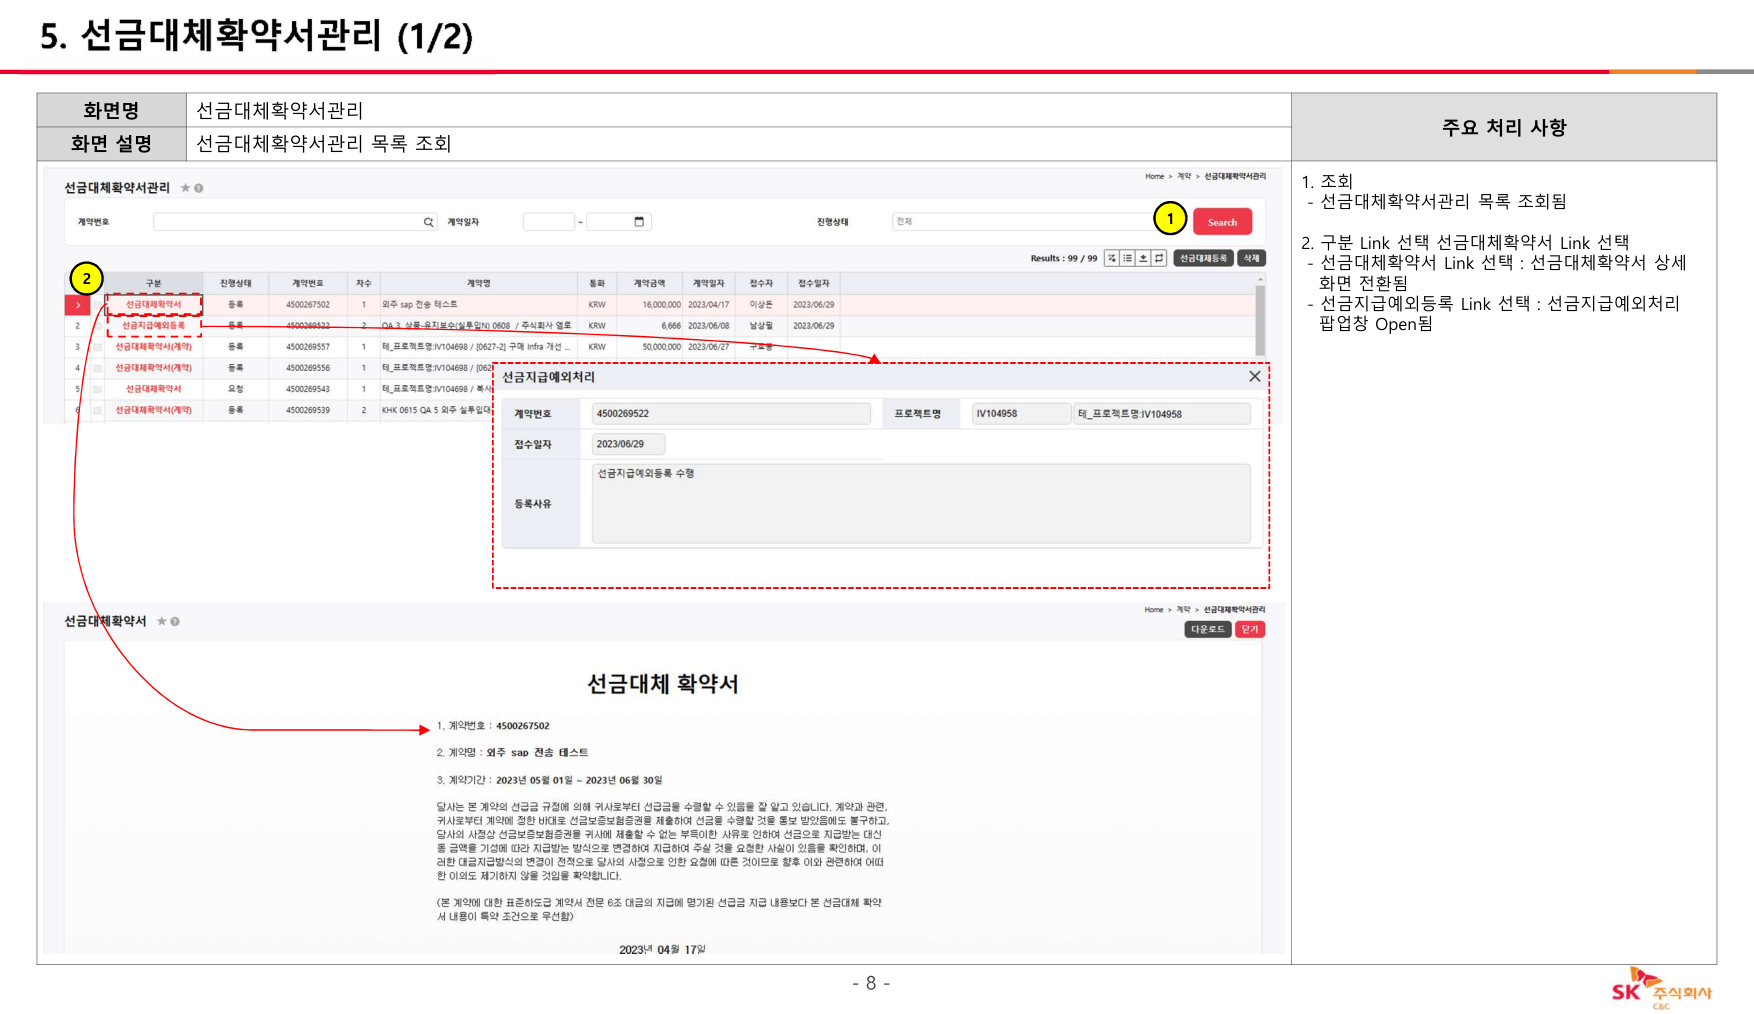 5. 선금대체확약서관리 (1/2)
화면명 선금대체확약서관리
화면 설명 선금대체확약서관리 목록 조회
주요 처리 사항
선금대체확약서관리
Home > 계약 > 선금대체확약서관리
계약번호 계약일자 ~ 진행상태 전체 1 Search
Results : 99 / 99 선금대체등록 삭제
2 구분 진행상태 계약번호 차수 계약명 통화 계약금액 계약일자 접수자 접수일자
선금대체확약서 등록 4500267502 1 외주 sap 전송 테스트 KRW 16,000,000 2023/04/17 이상돈 2023/06/29
2 선금지급예외등록 등록 4500269522 2 QA 3 상품-유지보수(실투입N) 0608 / 주식회사 엠로 KRW 6,666 2023/06/08 남상필 2023/06/29
3 선금대체확약서(계약) 등록 4500269557 1 테_프로젝트명:IV104698 / [0627-2] 구매 Infra 개선 ... KRW 50,000,000 2023/06/27
4 선금대체확약서(계약) 등록 4500269556 1 테_프로젝트명:IV104698 / [062
5 선금대체확약서 요청 4500269543 1 테_프로젝트명:IV104698 / 복사
6 선금대체확약서(계약) 등록 4500269539 2 KHK 0615 QA 5 외주 실투입대
선금지급예외처리
계약번호 4500269522 프로젝트명 IV104958 테_프로젝트명:IV104958
접수일자 2023/06/29
등록사유 선금지급예외등록 수행
선금대체확약서
Home > 계약 > 선금대체확약서관리
다운로드 닫기
선금대체 확약서
1. 계약번호 : 4500267502
2. 계약명 : 외주 sap 전송 테스트
3. 계약기간 : 2023년 05월 01일 ~ 2023년 06월 30일
당사는 본 계약의 선급금 규정에 의해 귀사로부터 선급금을 수령할 수 있음을 잘 알고 있습니다. 계약과 관련,
귀사로부터 계약에 정한 바대로 선금보증보험증권을 제출하여 선금을 수령할 것을 통보 받았음에도 불구하고,
당사의 사정상 선금보증보험증권을 귀사에 제출할 수 없는 부득이한 사유로 인하여 선금으로 지급받는 대신
동 금액을 기성에 따라 지급받는 방식으로 변경하여 지급하여 주실 것을 요청한 사실이 있음을 확인하며, 이
러한 대금지급방식의 변경이 전적으로 당사의 사정으로 인한 요청에 따른 것이므로 향후 이와 관련하여 어떠
한 이의도 제기하지 않을 것임을 확약합니다.
(본 계약에 대한 표준하도급 계약서 전문 6조 대금의 지급에 명기된 선급금 지급 내용보다 본 선금대체 확약
서 내용이 특약 조건으로 우선함)
2023년 04월 17일
1. 조회
- 선금대체확약서관리 목록 조회됨
2. 구분 Link 선택 선금대체확약서 Link 선택
- 선금대체확약서 Link 선택 : 선금대체확약서 상세
화면 전환됨
- 선금지급예외등록 Link 선택 : 선금지급예외처리
팝업창 Open됨
- 8 -
SK 주식회사
C&C